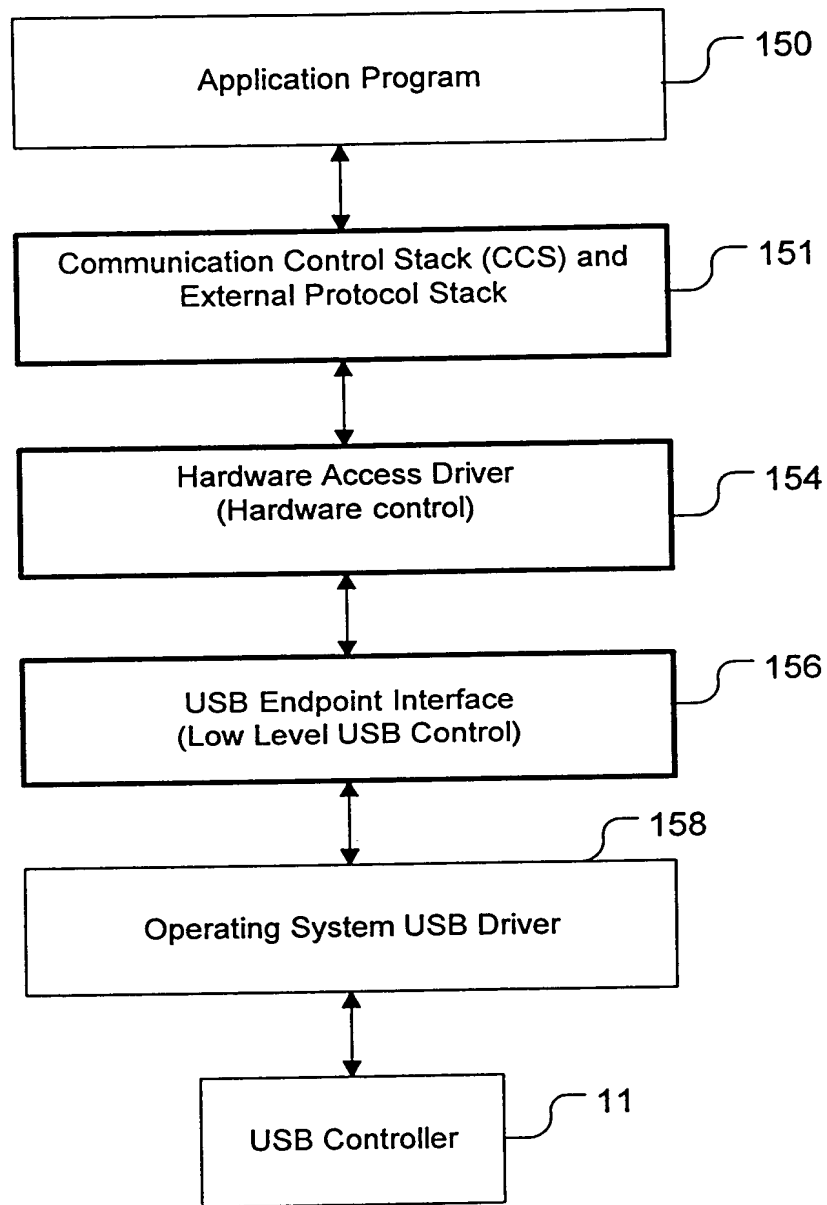 Application Program
150
Communication Control Stack (CCS) and
External Protocol Stack
151
Hardware Access Driver
(Hardware control)
154
USB Endpoint Interface
(Low Level USB Control)
156
158
Operating System USB Driver
USB Controller
11